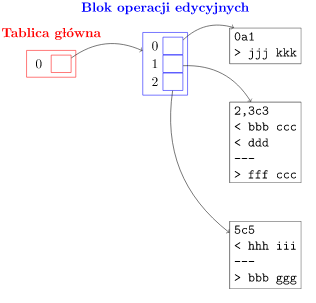 Blok operacji edycyjnych
Tablica główna
0
0
1
2
0a1
> jjj kkk
2,3c3
< bbb ccc
< ddd
---
> fff ccc
5c5
< hhh iii
---
> bbb ggg